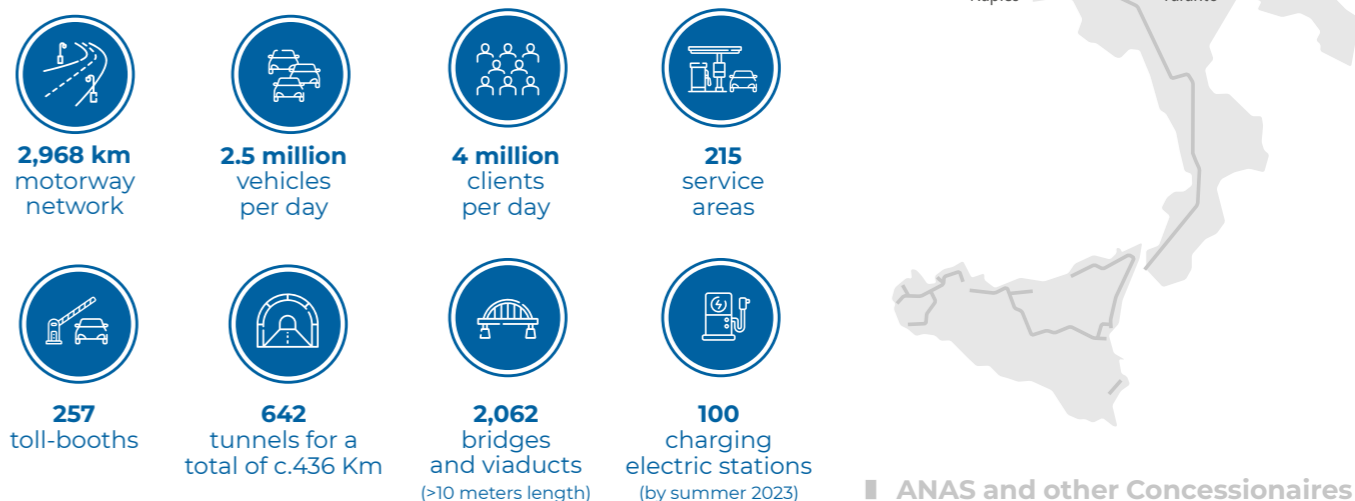 2,968 km
motorway
network
2.5 million
vehicles
per day
4 million
clients
per day
215
service
areas
257
toll-booths
642
tunnels for a
total of c.436 Km
2,062
bridges
and viaducts
(>10 meters length)
100
charging
electric stations
(by summer 2023)
ANAS and other Concessionaires